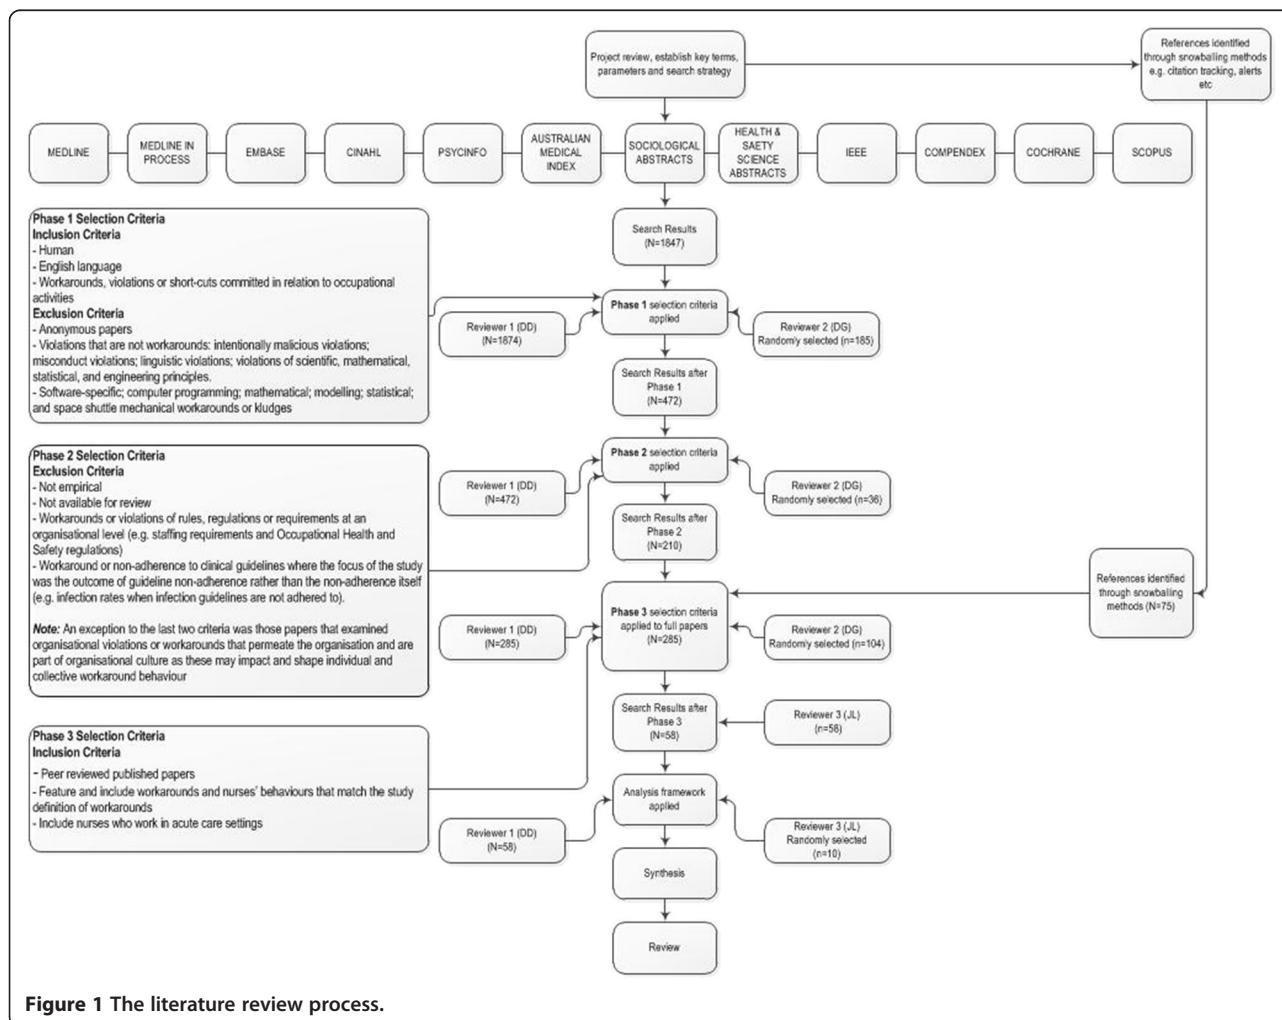 Project review, establish key terms,
parameters and search strategy
References identified
through snowballing methods
e.g. citation tracking, alerts
etc
MEDLINE
MEDLINE IN
PROCESS
EMBASE
CINAHL
PSYCINFO
AUSTRALIAN
MEDICAL
INDEX
SOCIOLOGICAL
ABSTRACTS
HEALTH &
SAETY
SCIENCE
ABSTRACTS
IEEE
COMPENDEX
COCHRANE
SCOPUS
Phase 1 Selection Criteria
Inclusion Criteria
- Human
- English language
- Workarounds, violations or short-cuts committed in relation to occupational
activities
Exclusion Criteria
- Anonymous papers
- Violations that are not workarounds: intentionally malicious violations;
misconduct violations; linguistic violations; violations of scientific, mathematical,
statistical, and engineering principles.
- Software-specific; computer programming; mathematical; modelling; statistical;
and space shuttle mechanical workarounds or kludges
Search Results
(N=1847)
Phase 1 selection criteria
applied
Reviewer 1 (DD)
(N=1874)
Reviewer 2 (DG)
Randomly selected (n=185)
Search Results after
Phase 1
(N=472)
Phase 2 Selection Criteria
Exclusion Criteria
- Not empirical
- Not available for review
- Workarounds or violations of rules, regulations or requirements at an
organisational level (e.g. staffing requirements and Occupational Health and
Safety regulations)
- Workaround or non-adherence to clinical guidelines where the focus of the study
was the outcome of guideline non-adherence rather than the non-adherence itself
(e.g. infection rates when infection guidelines are not adhered to).
Note: An exception to the last two criteria was those papers that examined
organisational violations or workarounds that permeate the organisation and are
part of organisational culture as these may impact and shape individual and
collective workaround behaviour
Phase 2 selection criteria
applied
Reviewer 1 (DD)
(N=472)
Reviewer 2 (DG)
Randomly selected (n=36)
Search Results after
Phase 2
(N=210)
References identified
through snowballing
methods (N=75)
Phase 3 selection criteria
applied to full papers
(N=285)
Reviewer 1 (DD)
(N=285)
Reviewer 2 (DG)
Randomly selected (n=104)
Search Results after
Phase 3
(N=58)
Reviewer 3 (JL)
(n=58)
Phase 3 Selection Criteria
Inclusion Criteria
- Peer reviewed published papers
- Feature and include workarounds and nurses' behaviours that match the study
definition of workarounds
- Include nurses who work in acute care settings
Analysis framework
applied
Reviewer 1 (DD)
(N=58)
Reviewer 3 (JL)
Randomly selected
(n=10)
Synthesis
Review
Figure 1 The literature review process.